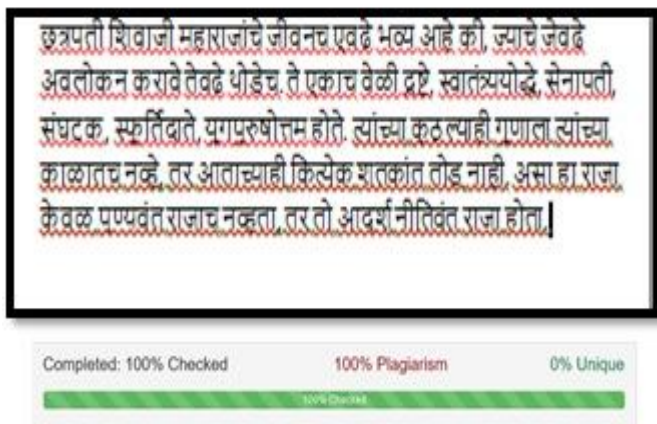 छत्रपती शिवाजी महाराजांचे जीवनच एवढे भव्य आहे की, ज्याचे जेवढे
अवलोकन करावे तेवढे थोडेच. ते एकाच वेळी द्रष्टे, स्वातंत्र्ययोद्धे, सेनापती,
संघटक, स्फूर्तिदाते, युगपुरुषोत्तम होते. त्यांच्या कुठल्याही गुणाला त्यांच्या
काळातच नव्हे, तर आताच्याही कित्येक शतकांत तोड नाही, असा हा राजा
केवळ पुण्यवंत राजाच नव्हता, तर तो आदर्श नीतिवंत राजा होता.
Completed: 100% Checked 100% Plagiarism 0% Unique
100% Checked